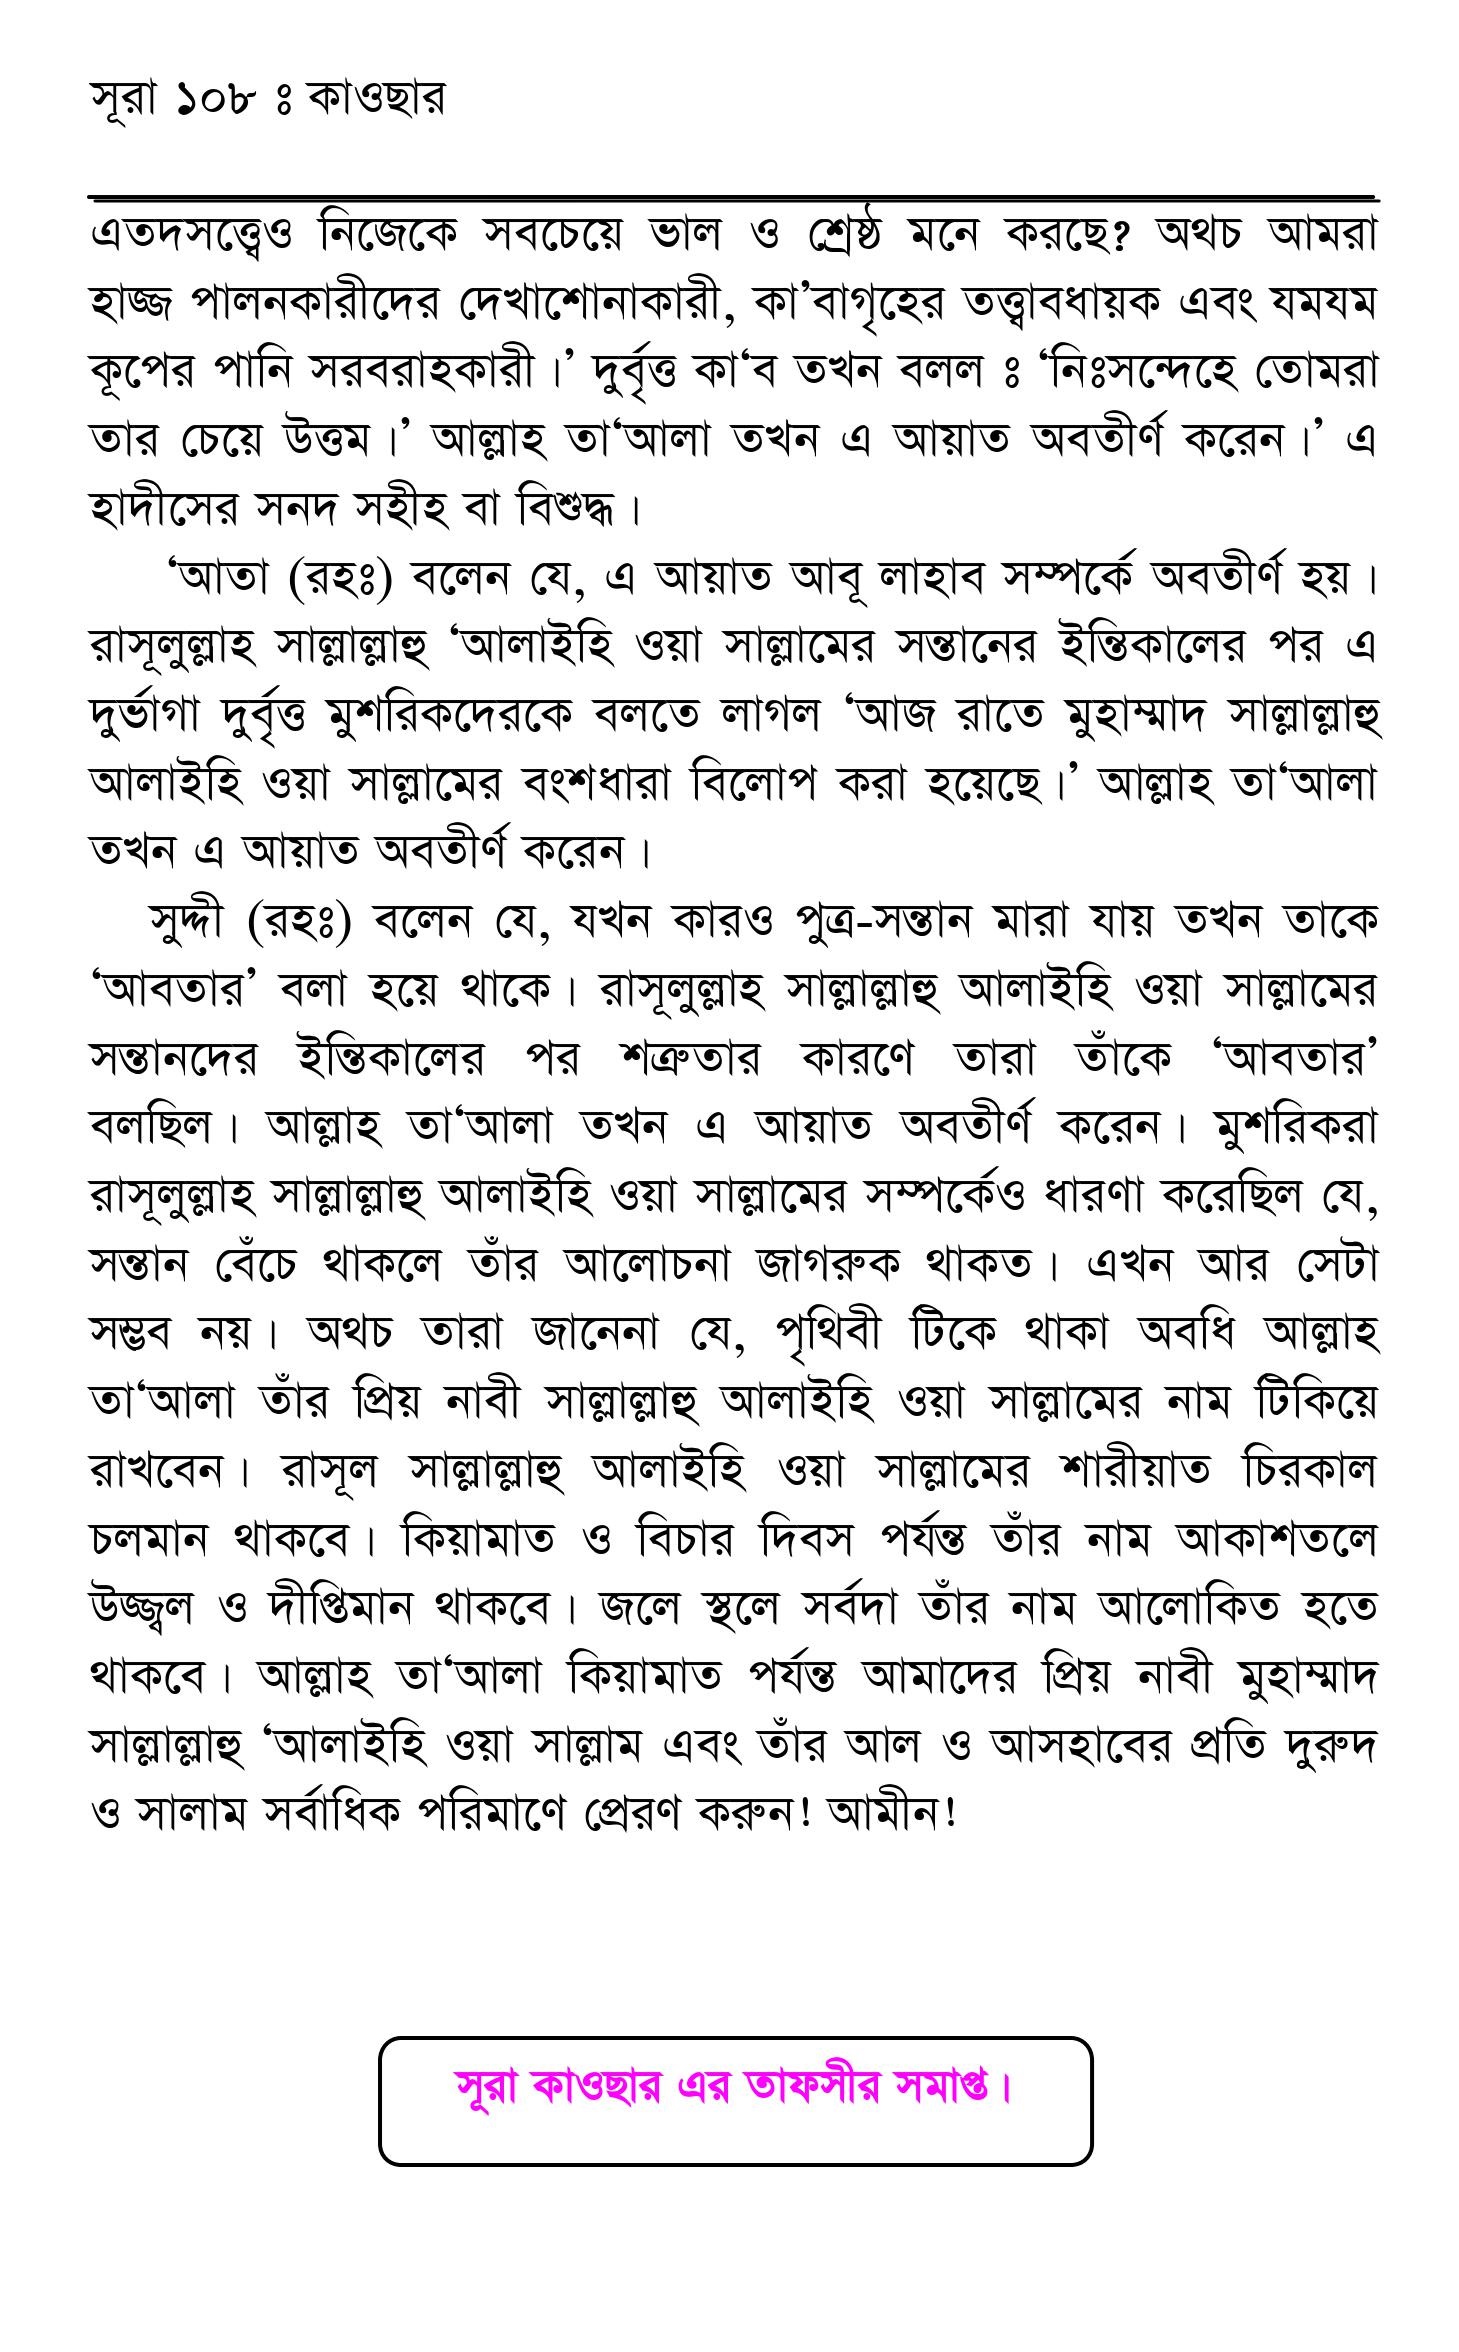 সূরা ১০৮ ঃ কাওছার
এতদসত্ত্বেও নিজেকে সবচেয়ে ভাল ও শ্রেষ্ঠ মনে করছে? অথচ আমরা
হাজ্জ পালনকারীদের দেখাশোনাকারী, কা’বাগৃহের তত্ত্বাবধায়ক এবং যমযম
কূপের পানি সরবরাহকারী।’ দুর্বৃত্ত কা‘ব তখন বলল ঃ ‘নিঃসন্দেহে তোমরা
তার চেয়ে উত্তম।’ আল্লাহ তা‘আলা তখন এ আয়াত অবতীর্ণ করেন।’ এ
হাদীসের সনদ সহীহ বা বিশুদ্ধ।
‘আতা (রহঃ) বলেন যে, এ আয়াত আবূ লাহাব সম্পর্কে অবতীর্ণ হয়।
রাসূলুল্লাহ সাল্লাল্লাহু ‘আলাইহি ওয়া সাল্লামের সন্তানের ইন্তিকালের পর এ
দুর্ভাগা দুর্বৃত্ত মুশরিকদেরকে বলতে লাগল ‘আজ রাতে মুহাম্মাদ সাল্লাল্লাহু
আলাইহি ওয়া সাল্লামের বংশধারা বিলোপ করা হয়েছে।’ আল্লাহ তা‘আলা
তখন এ আয়াত অবতীর্ণ করেন।
সুদ্দী (রহঃ) বলেন যে, যখন কারও পুত্র-সন্তান মারা যায় তখন তাকে
‘আবতার’ বলা হয়ে থাকে। রাসূলুল্লাহ সাল্লাল্লাহু আলাইহি ওয়া সাল্লামের
সন্তানদের ইন্তিকালের পর শত্রুতার কারণে তারা তাঁকে ‘আবতার’
বলছিল। আল্লাহ তা‘আলা তখন এ আয়াত অবতীর্ণ করেন। মুশরিকরা
রাসূলুল্লাহ সাল্লাল্লাহু আলাইহি ওয়া সাল্লামের সম্পর্কেও ধারণা করেছিল যে,
সন্তান বেঁচে থাকলে তাঁর আলোচনা জাগরুক থাকত। এখন আর সেটা
সম্ভব নয়। অথচ তারা জানেনা যে, পৃথিবী টিকে থাকা অবধি আল্লাহ
তা‘আলা তাঁর প্রিয় নাবী সাল্লাল্লাহু আলাইহি ওয়া সাল্লামের নাম টিকিয়ে
রাখবেন। রাসূল সাল্লাল্লাহু আলাইহি ওয়া সাল্লামের শারীয়াত চিরকাল
চলমান থাকবে। কিয়ামাত ও বিচার দিবস পর্যন্ত তাঁর নাম আকাশতলে
উজ্জ্বল ও দীপ্তিমান থাকবে। জলে স্থলে সর্বদা তাঁর নাম আলোকিত হতে
থাকবে। আল্লাহ তা‘আলা কিয়ামাত পর্যন্ত আমাদের প্রিয় নাবী মুহাম্মাদ
সাল্লাল্লাহু ‘আলাইহি ওয়া সাল্লাম এবং তাঁর আল ও আসহাবের প্রতি দুরুদ
ও সালাম সর্বাধিক পরিমাণে প্রেরণ করুন! আমীন!
সূরা কাওছার এর তাফসীর সমাপ্ত।